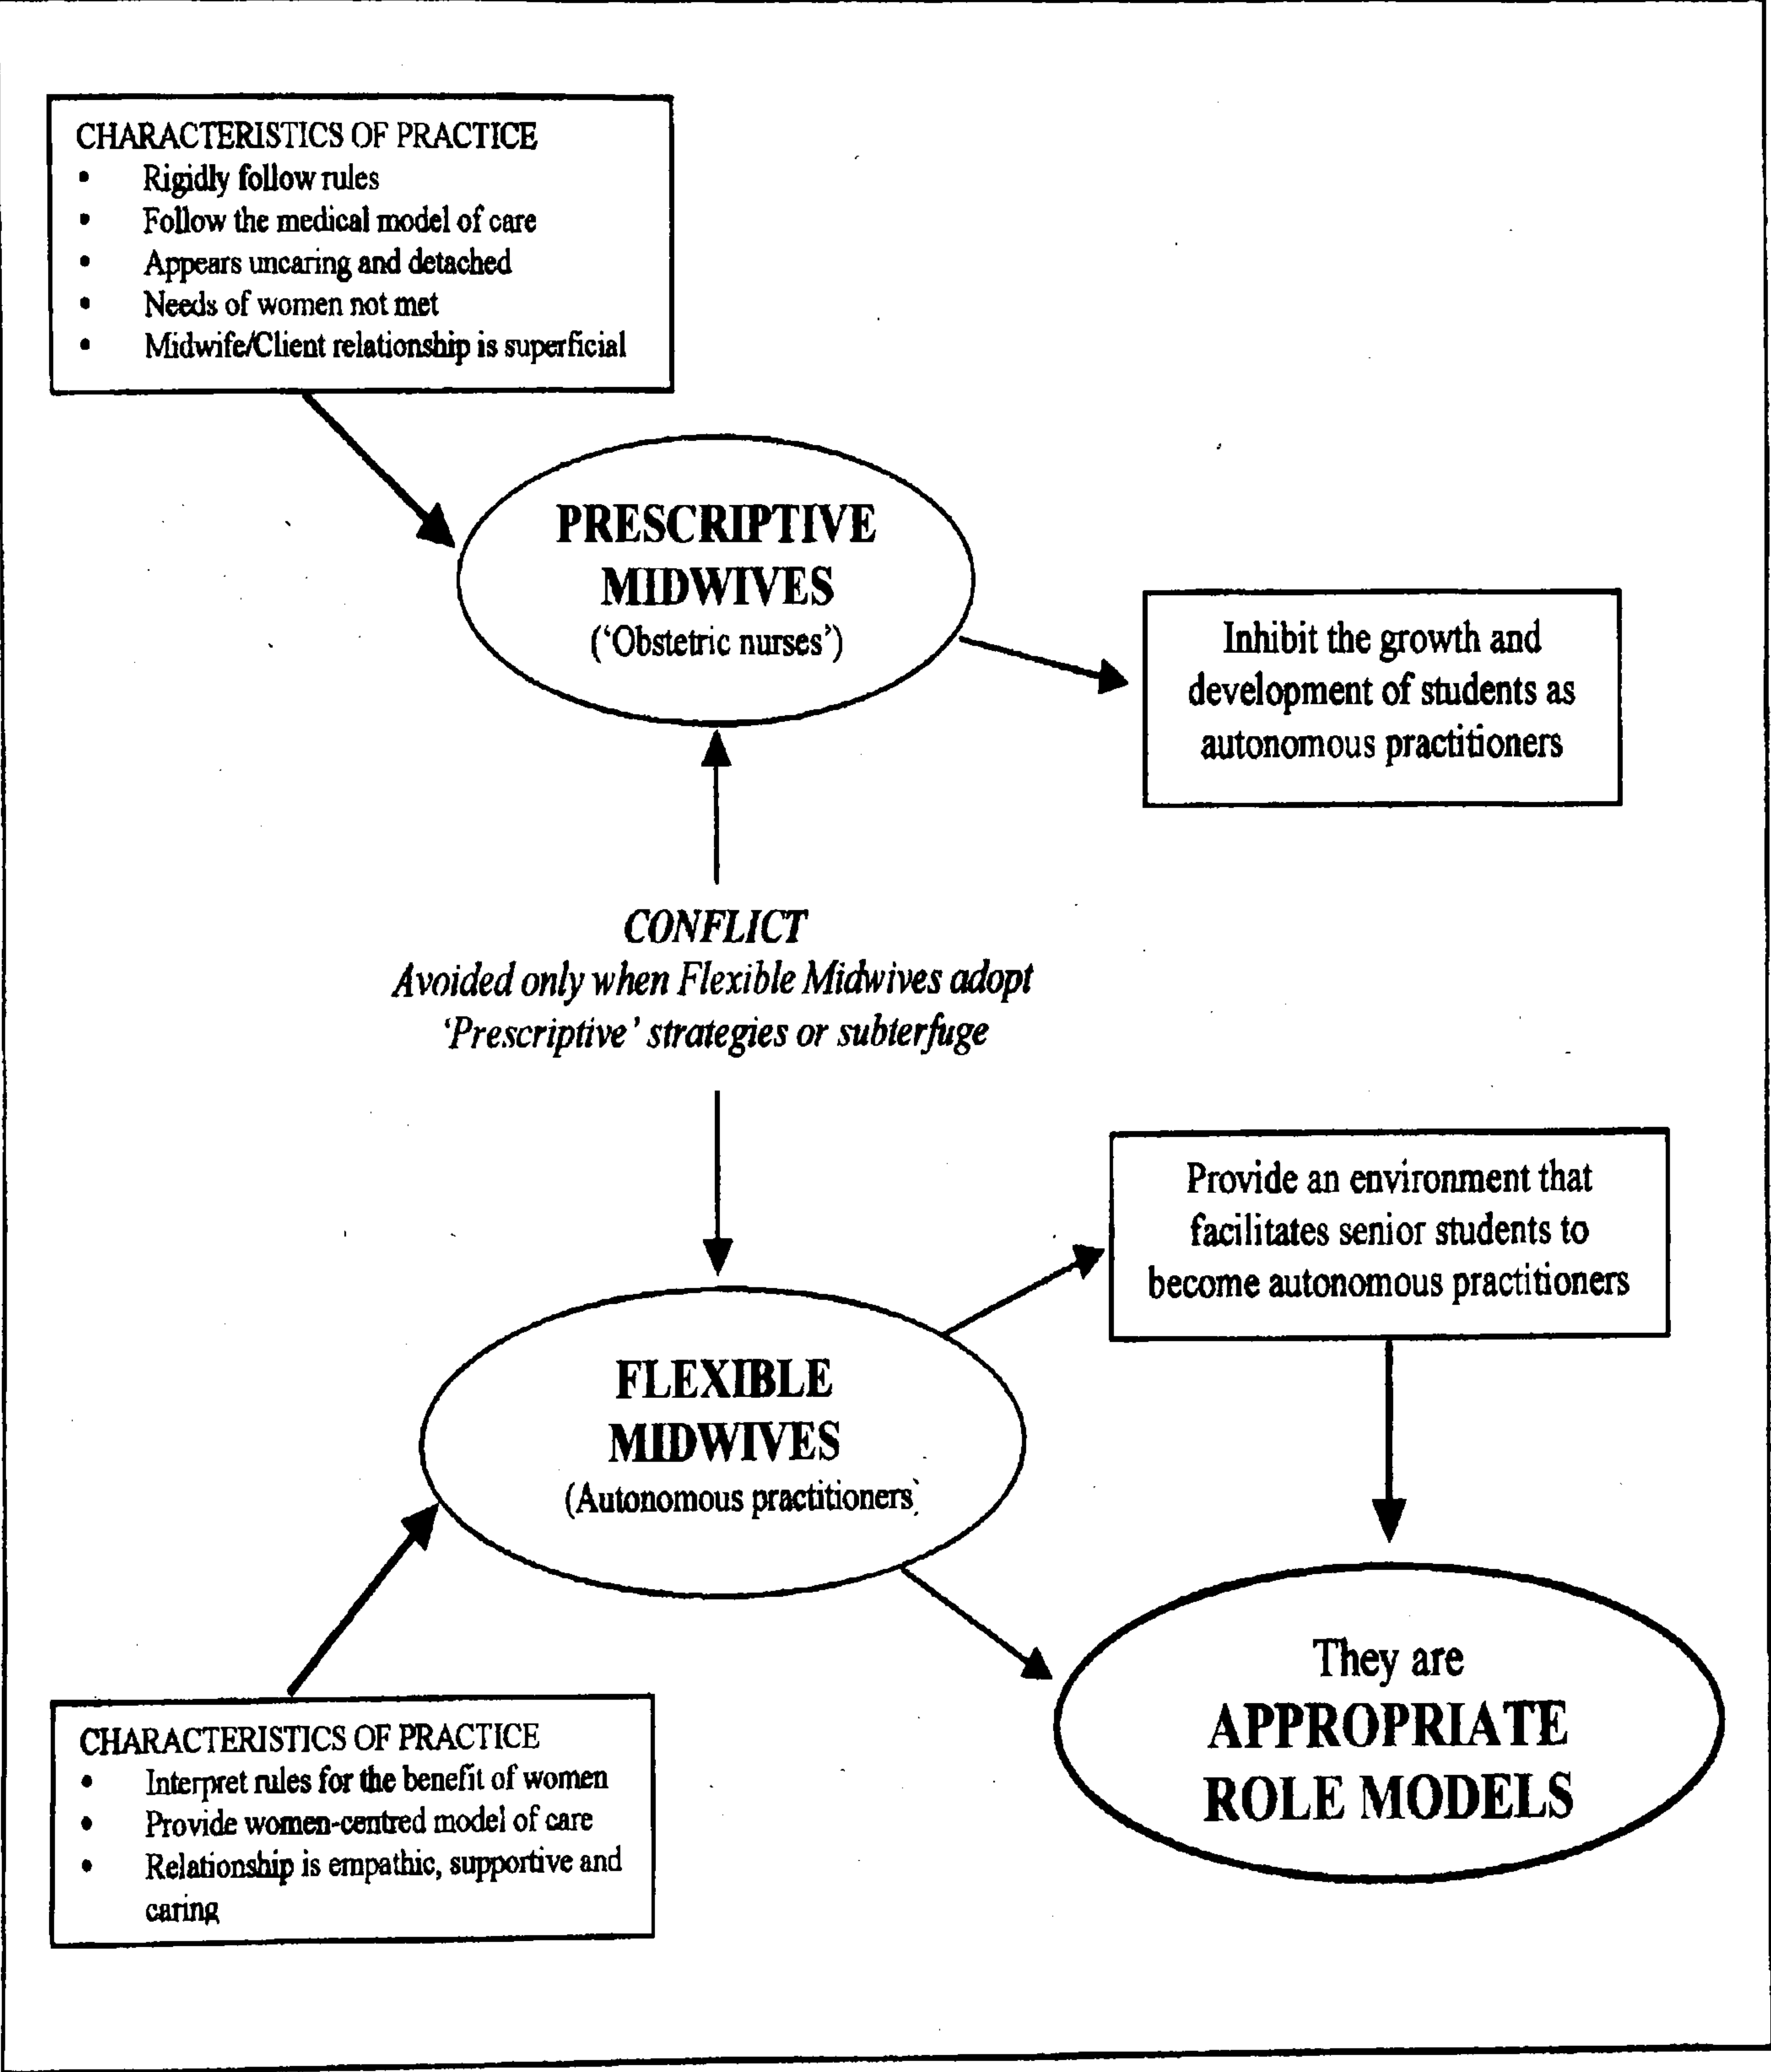 CHARACTERISTICS OF PRACTICE
• Rigidly follow rules
• Follow the medical model of care
• Appears uncaring and detached
• Needs of women not met
• Midwife/Client relationship is superficial
PRESCRIPTIVE
MIDWIVES
(‘Obstetric nurses’)
Inhibit the growth and
development of students as
autonomous practitioners
CONFLICT
Avoided only when Flexible Midwives adopt
‘Prescriptive’ strategies or subterfuge
Provide an environment that
facilitates senior students to
become autonomous practitioners
FLEXIBLE
MIDWIVES
(Autonomous practitioners)
They are
APPROPRIATE
ROLE MODELS
CHARACTERISTICS OF PRACTICE
• Interpret rules for the benefit of women
• Provide women-centred model of care
• Relationship is empathic, supportive and
caring